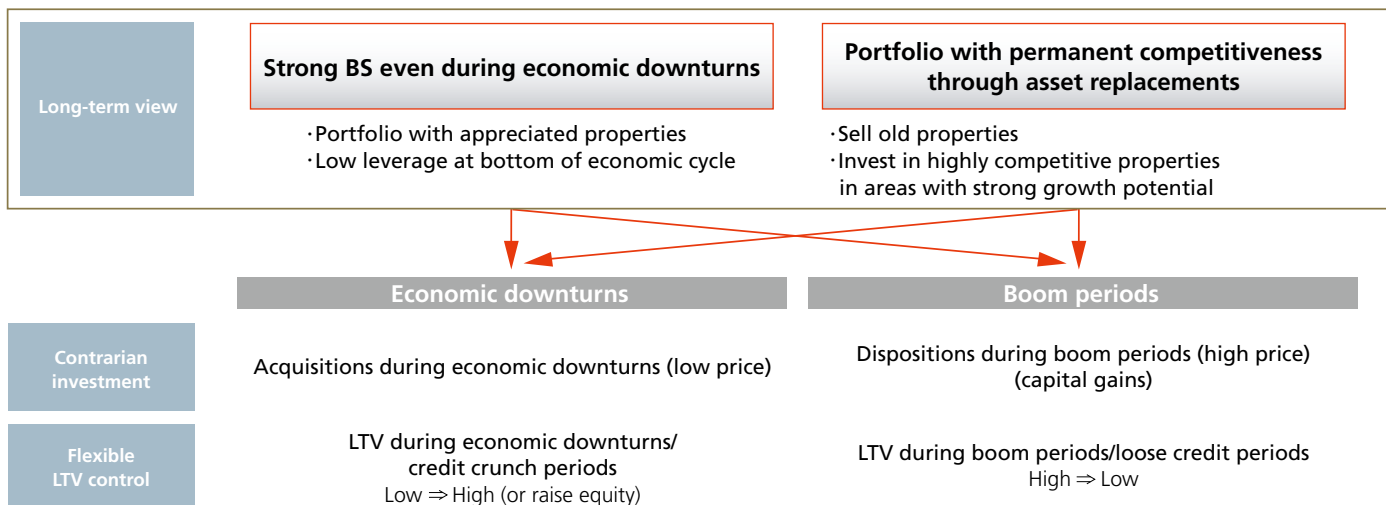 Long-term view
Strong BS even during economic downturns
·Portfolio with appreciated properties
·Low leverage at bottom of economic cycle
Portfolio with permanent competitiveness
through asset replacements
·Sell old properties
·Invest in highly competitive properties
in areas with strong growth potential
Economic downturns
Boom periods
Contrarian
investment
Acquisitions during economic downturns (low price)
Dispositions during boom periods (high price)
(capital gains)
Flexible
LTV control
LTV during economic downturns/
credit crunch periods
Low ⇒ High (or raise equity)
LTV during boom periods/loose credit periods
High ⇒ Low